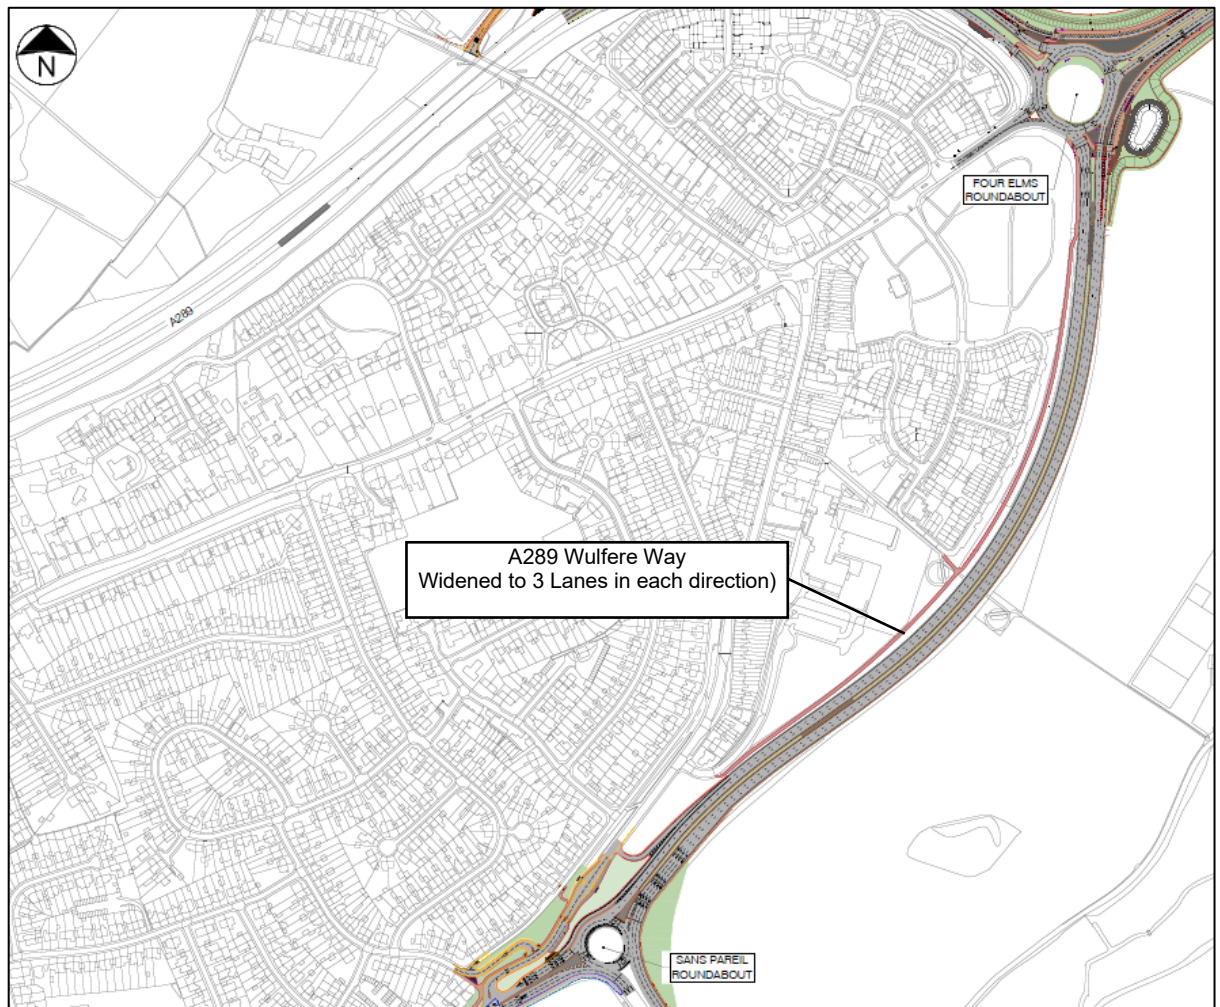 N
FOUR ELMS
ROUNDABOUT
A289
A289 Wulfere Way
Widened to 3 Lanes in each direction)
SANS PAREIL
ROUNDABOUT